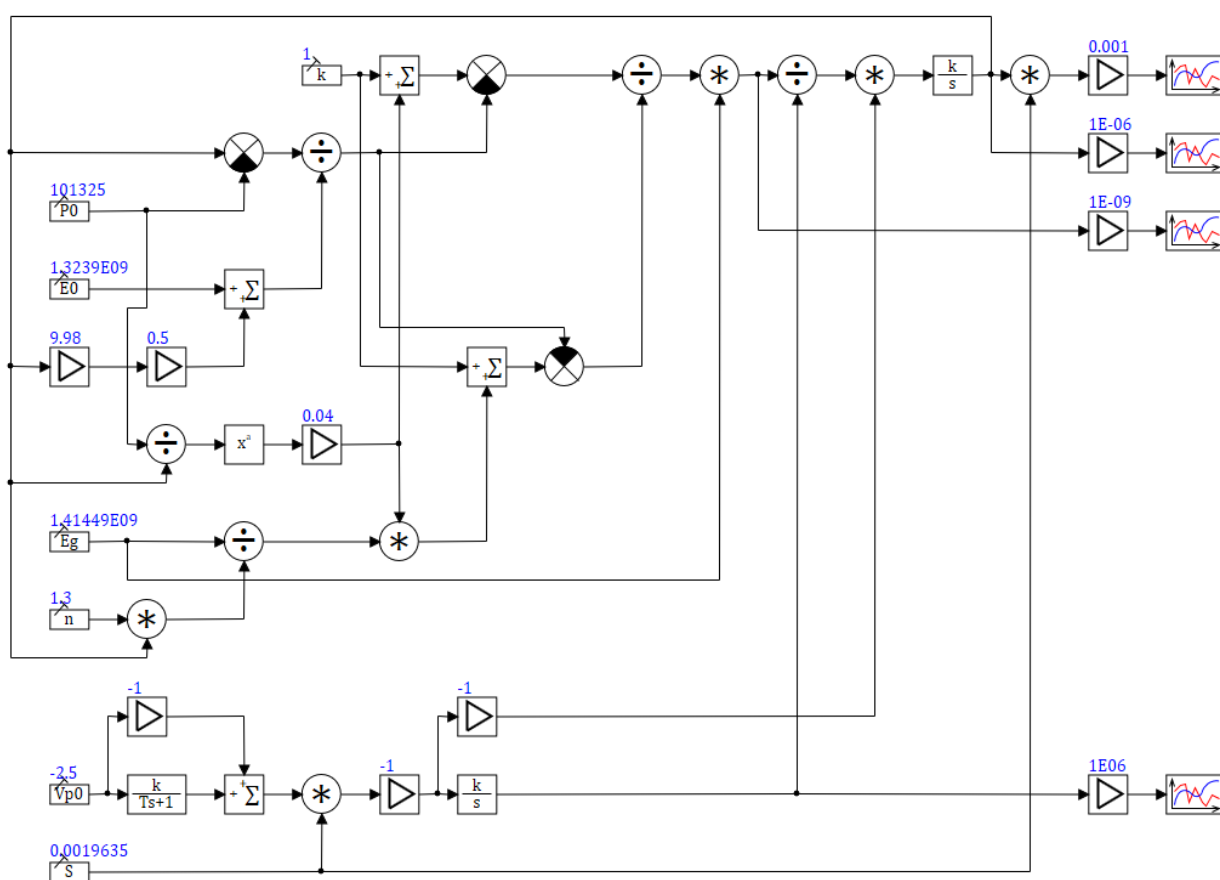 1
k
+
+Σ
÷
*
÷
*
k
s
*
0.001
1E-06
÷
101325
P0
1E-09
1.3239E09
E0
+
+Σ
9.98
0.5
+
+Σ
0.04
÷
xᵃ
1.41449E09
Eg
÷
*
1.3
n
*
-1
-1
-2.5
Vp0
k
Ts+1
+
+Σ
*
-1
k
s
1E06
0.0019635
S